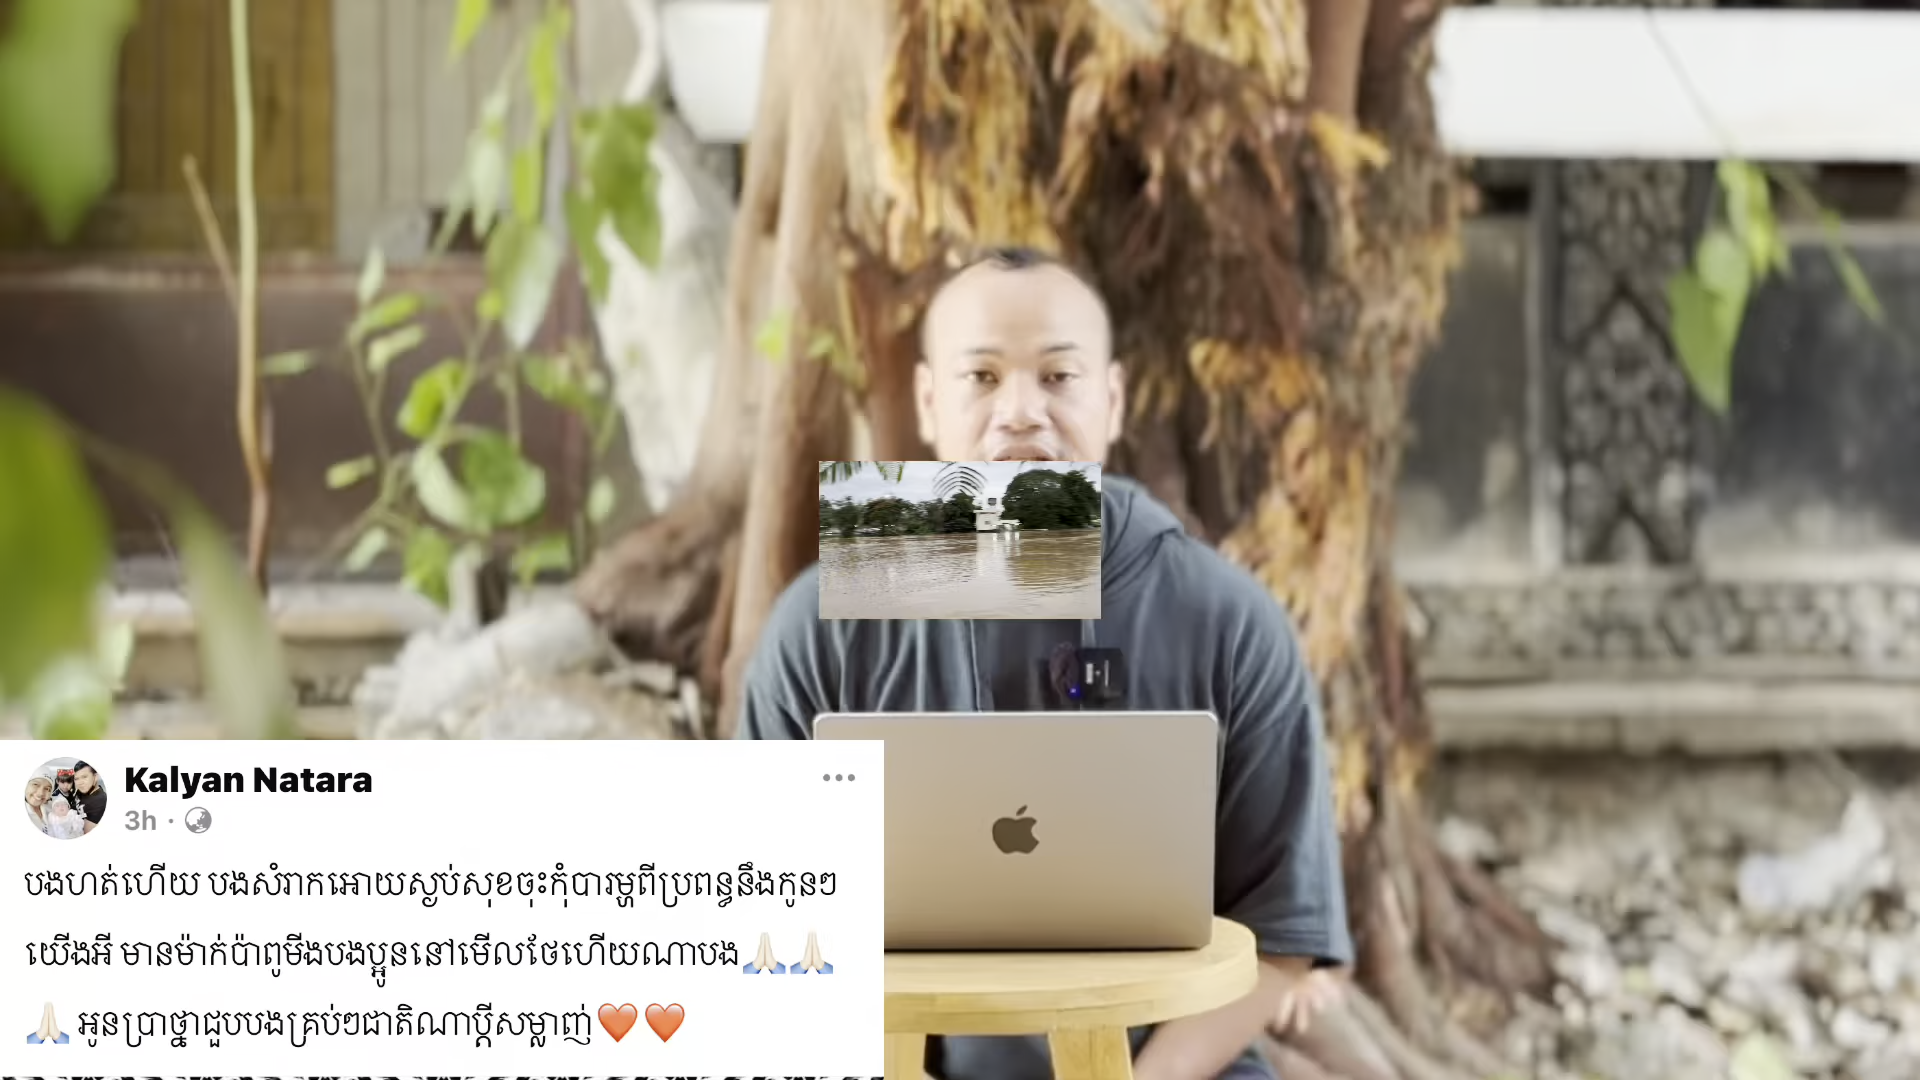 Kalyan Natara
3h ·
បងហត់ហើយ បងសំរាកអោយស្ងប់សុខចុះកុំបារម្ហពីប្រពន្ធនឹងកូនៗ
យើងអី មានម៉ាក់ប៉ាពូមីងបងប្អូននៅមើលថែហើយណាបង🙏🏻🙏🏻
🙏🏻 អូនប្រាថ្នាជួបបងគ្រប់ៗជាតិណាប្តីសម្លាញ់❤️❤️